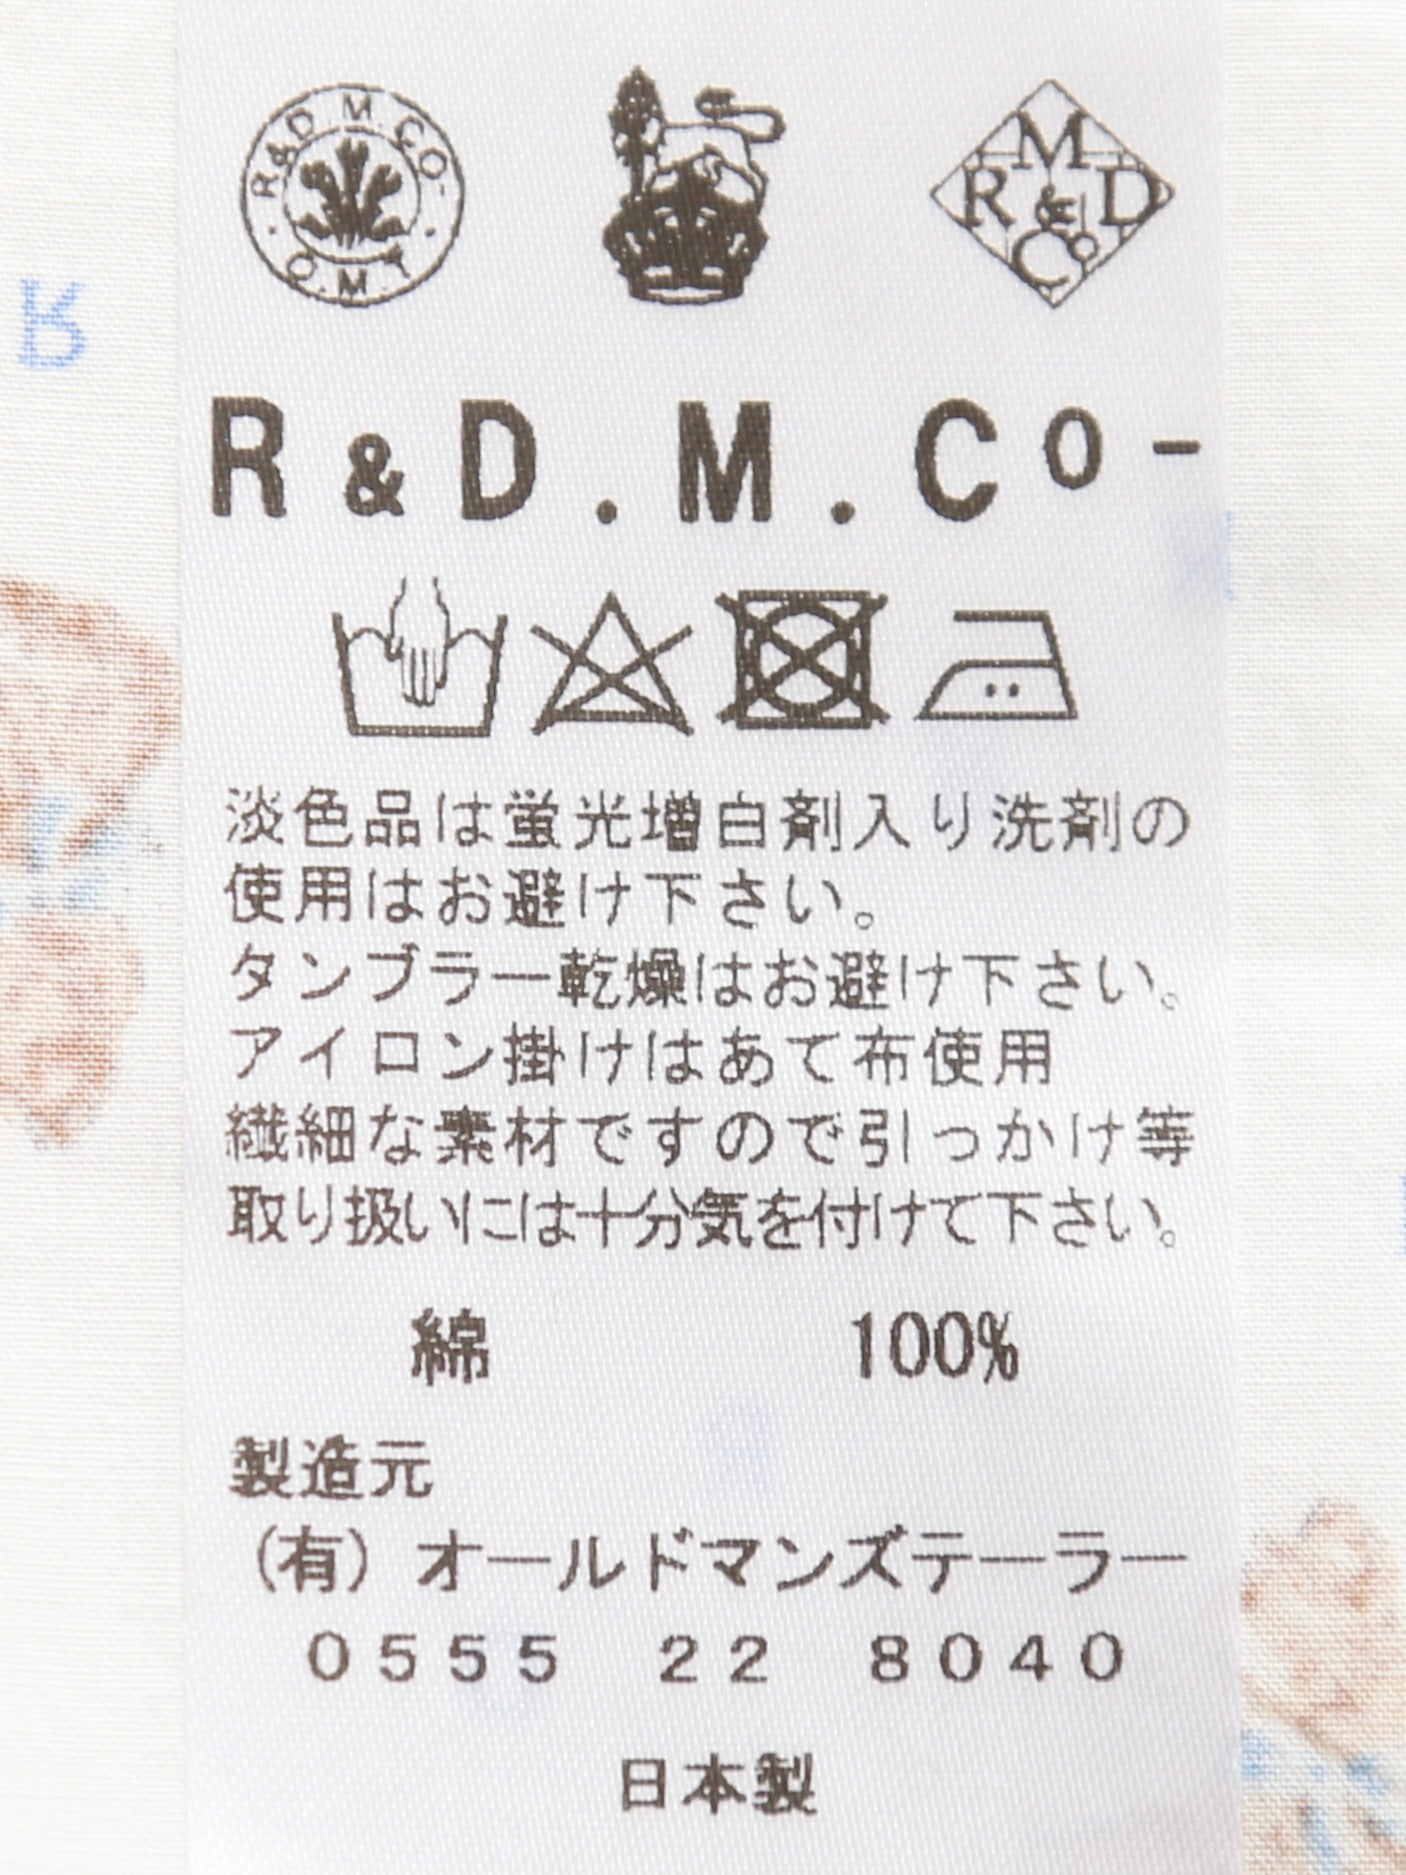 R&D.M.CO-
O.M.T
M
R&D
Co
R&D.M.Co-
淡色品は蛍光増白剤入り洗剤の
使用はお避け下さい。
タンブラー乾燥はお避け下さい。
アイロン掛けはあて布使用
繊細な素材ですので引っかけ等
取り扱いには十分気を付けて下さい。
綿 100%
製造元
(有)オールドマンズテーラー
0555 22 8040
日本製
R